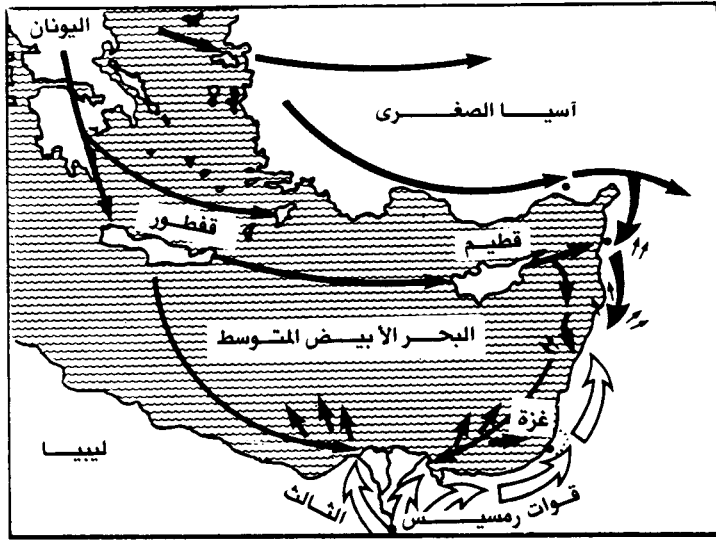 اليونان
آسيا الصغرى
قفطور
قطيم
البحر الأبيض المتوسط
غزة
ليبيا
قوات رمسيس الثالث